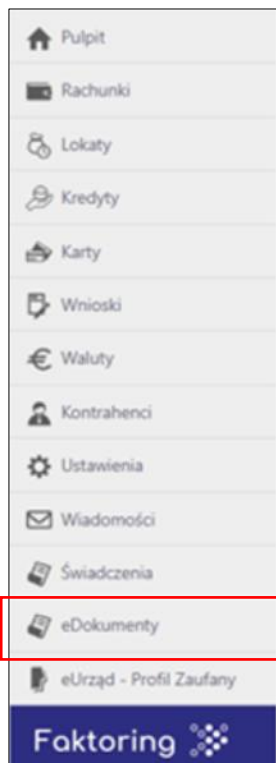 Pulpit
Rachunki
Lokaty
Kredyty
Karty
Wnioski
Waluty
Kontrahenci
Ustawienia
Wiadomości
Świadczenia
eDokumenty
eUrząd - Profil Zaufany
Faktoring